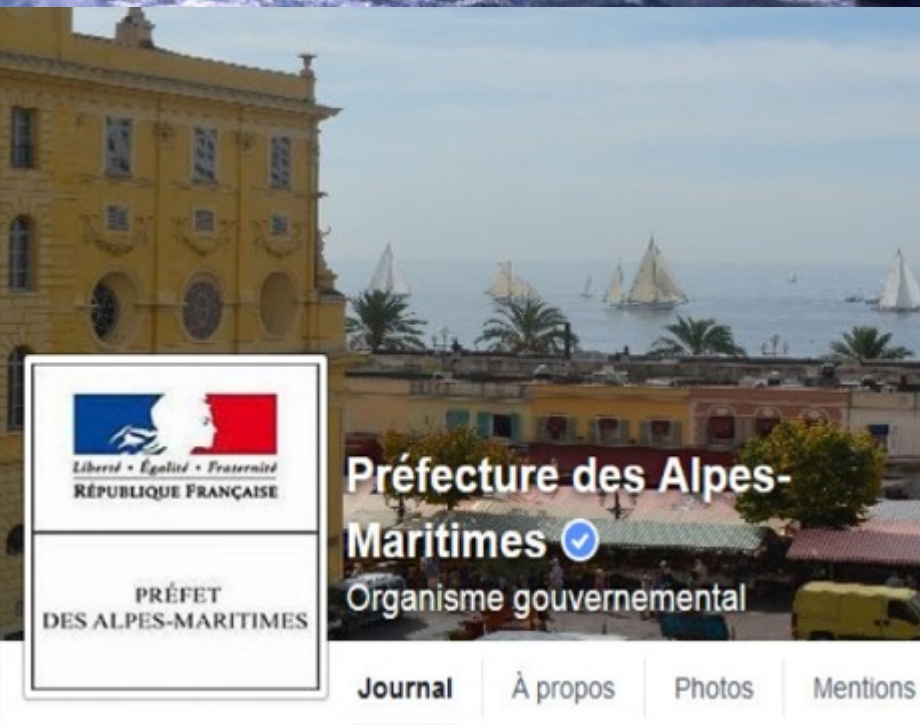 Liberté • Égalité • Fraternité
RÉPUBLIQUE FRANÇAISE
PRÉFET
DES ALPES-MARITIMES
Préfecture des Alpes-
Maritimes
Organisme gouvernemental
Journal
À propos
Photos
Mentions